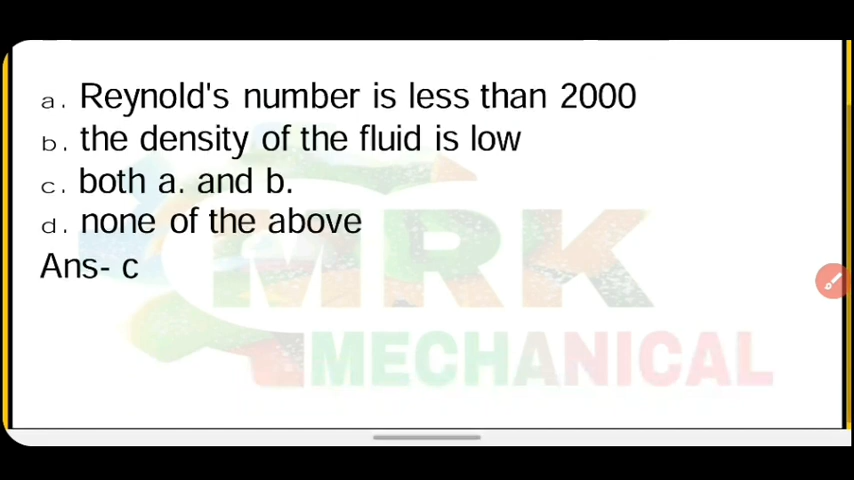 a. Reynold's number is less than 2000
b. the density of the fluid is low
c. both a. and b.
d. none of the above
Ans- c
MRK
MECHANICAL